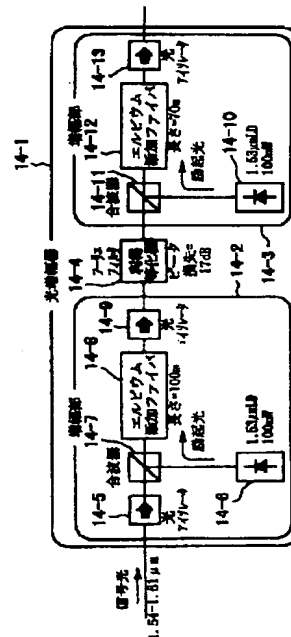 14-1
光増幅器
増幅部
14-7
合波器
14-5
光
アイソレータ
14-8
エルビウム
添加ファイバ
長さ=100m
励起光
14-9
光
アイソレータ
14-6
1.53μmLD
100mW
14-2
14-4
フィルタ
等化器
ピーク
損失=
17dB
増幅部
14-11
合波器
14-12
エルビウム
添加ファイバ
長さ=70m
励起光
14-13
光
アイソレータ
14-10
1.53μmLD
100mW
14-3
信号光
1.54-1.61μm